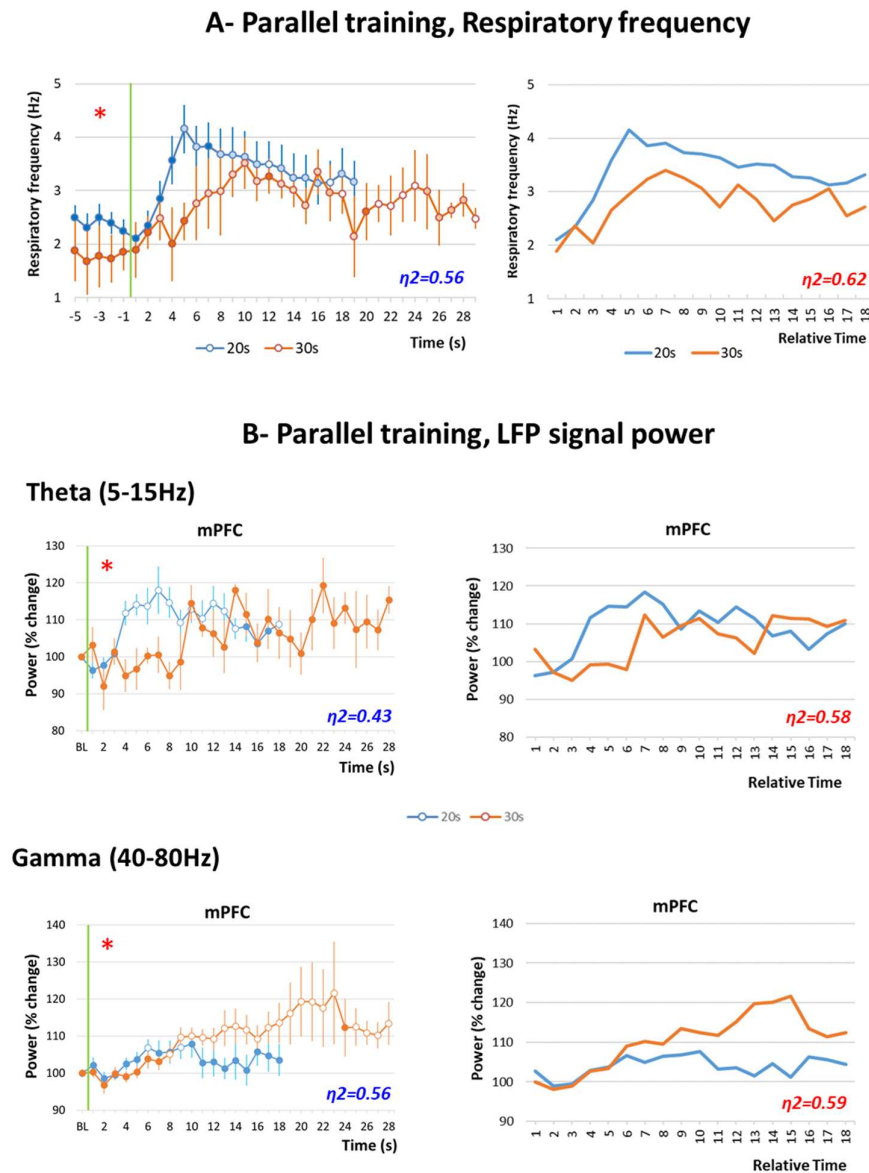 A- Parallel training, Respiratory frequency
Respiratory frequency (Hz)
5
4
3
2
1
*
η2=0.56
-5 -3 -1 2 4 6 8 10 12 14 16 18 20 22 24 26 28
Time (s)
20s 30s
Respiratory frequency (Hz)
5
4
3
2
1
η2=0.62
1 2 3 4 5 6 7 8 9 10 11 12 13 14 15 16 17 18
Relative Time
20s 30s
B- Parallel training, LFP signal power
Theta (5-15Hz)
mPFC
Power (% change)
130
120
110
100
90
80
*
η2=0.43
BL 2 4 6 8 10 12 14 16 18 20 22 24 26 28
Time (s)
mPFC
Power (% change)
130
120
110
100
90
80
η2=0.58
1 2 3 4 5 6 7 8 9 10 11 12 13 14 15 16 17 18
Relative Time
20s 30s
Gamma (40-80Hz)
mPFC
Power (% change)
140
130
120
110
100
90
*
η2=0.56
BL 2 4 6 8 10 12 14 16 18 20 22 24 26 28
Time (s)
mPFC
Power (% change)
140
130
120
110
100
90
η2=0.59
1 2 3 4 5 6 7 8 9 10 11 12 13 14 15 16 17 18
Relative Time